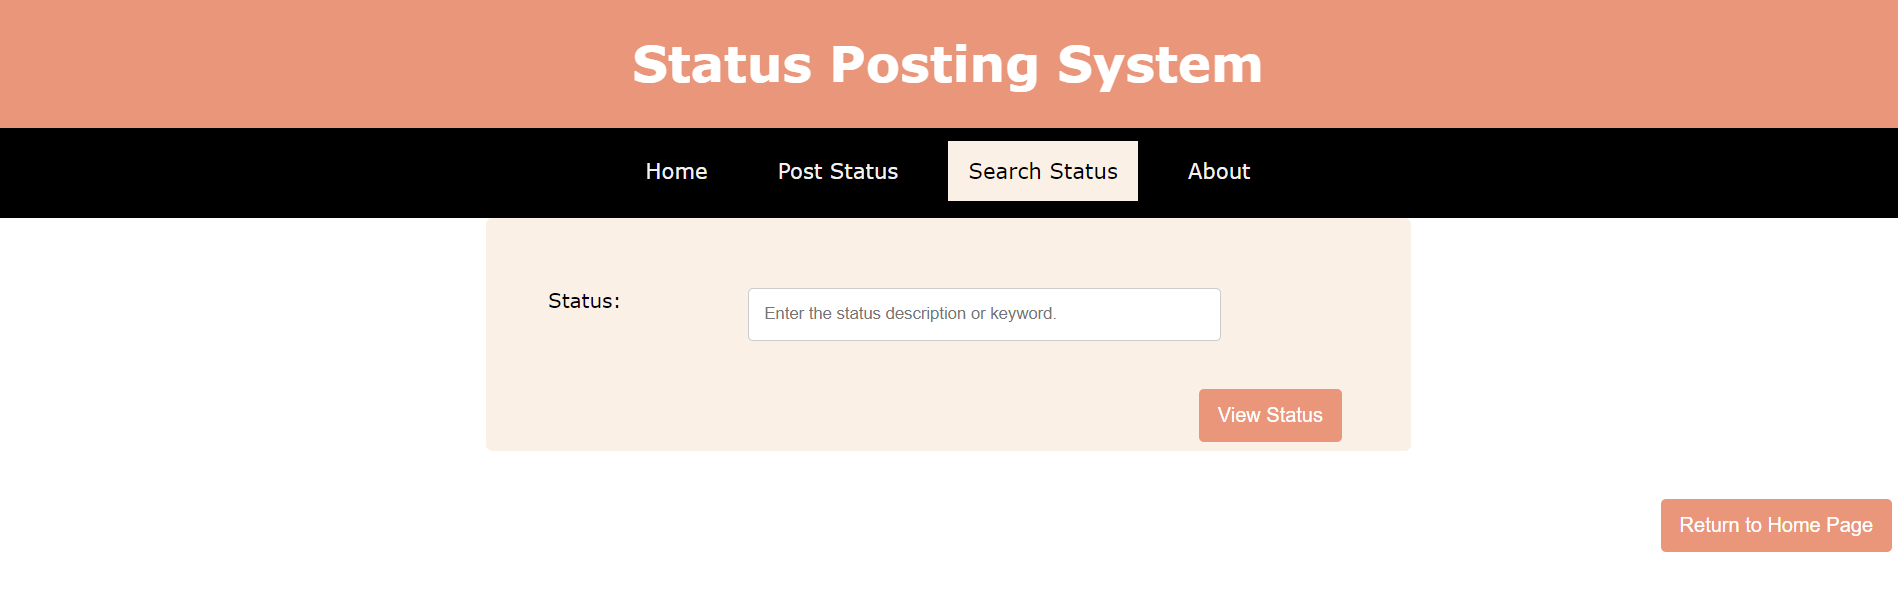 Status Posting System
Home Post Status Search Status About
Status: Enter the status description or keyword.
View Status
Return to Home Page